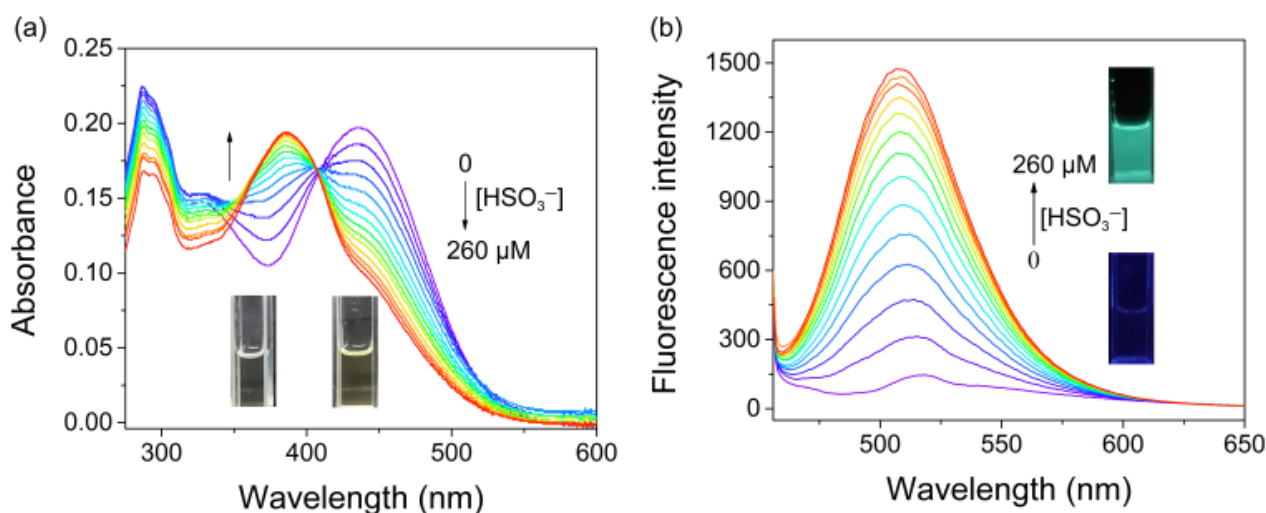 (a)
0.25
0.20
0.15
0.10
0.05
0.00
Absorbance
300
400
500
600
Wavelength (nm)
0
[HSO₃⁻]
260 μM
(b)
1500
1200
900
600
300
0
Fluorescence intensity
500
550
600
650
Wavelength (nm)
260 μM
[HSO₃⁻]
0